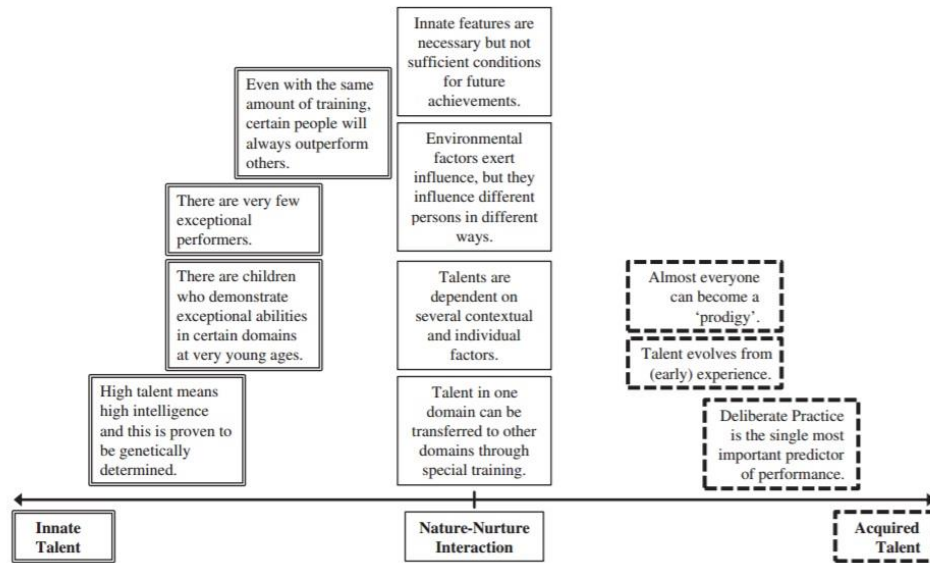 Innate features are
necessary but not
sufficient conditions
for future
achievements.
Even with the same
amount of training,
certain people will
always outperform
others.
Environmental
factors exert
influence, but they
influence different
persons in different
ways.
There are very few
exceptional
performers.
There are children
who demonstrate
exceptional abilities
in certain domains
at very young ages.
Talents are
dependent on
several contextual
and individual
factors.
Almost everyone
can become a
‘prodigy’.
Talent evolves from
(early) experience.
High talent means
high intelligence
and this is proven to
be genetically
determined.
Talent in one
domain can be
transferred to other
domains through
special training.
Deliberate Practice
is the single most
important predictor
of performance.
Innate
Talent
Nature-Nurture
Interaction
Acquired
Talent